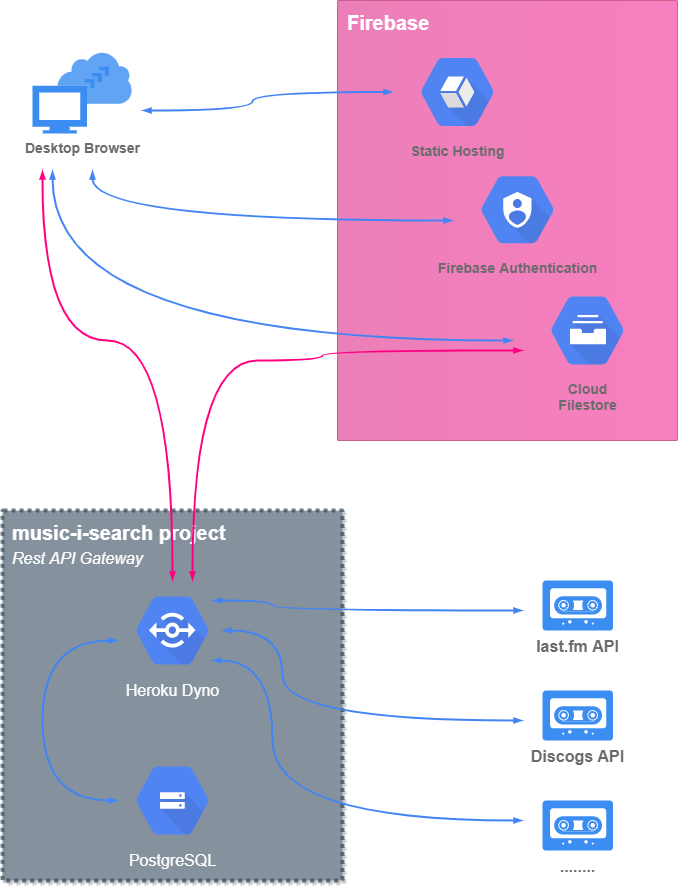 Firebase
Desktop Browser
Static Hosting
Firebase Authentication
Cloud
Filestore
music-i-search project
Rest API Gateway
Heroku Dyno
PostgreSQL
last.fm API
Discogs API
........